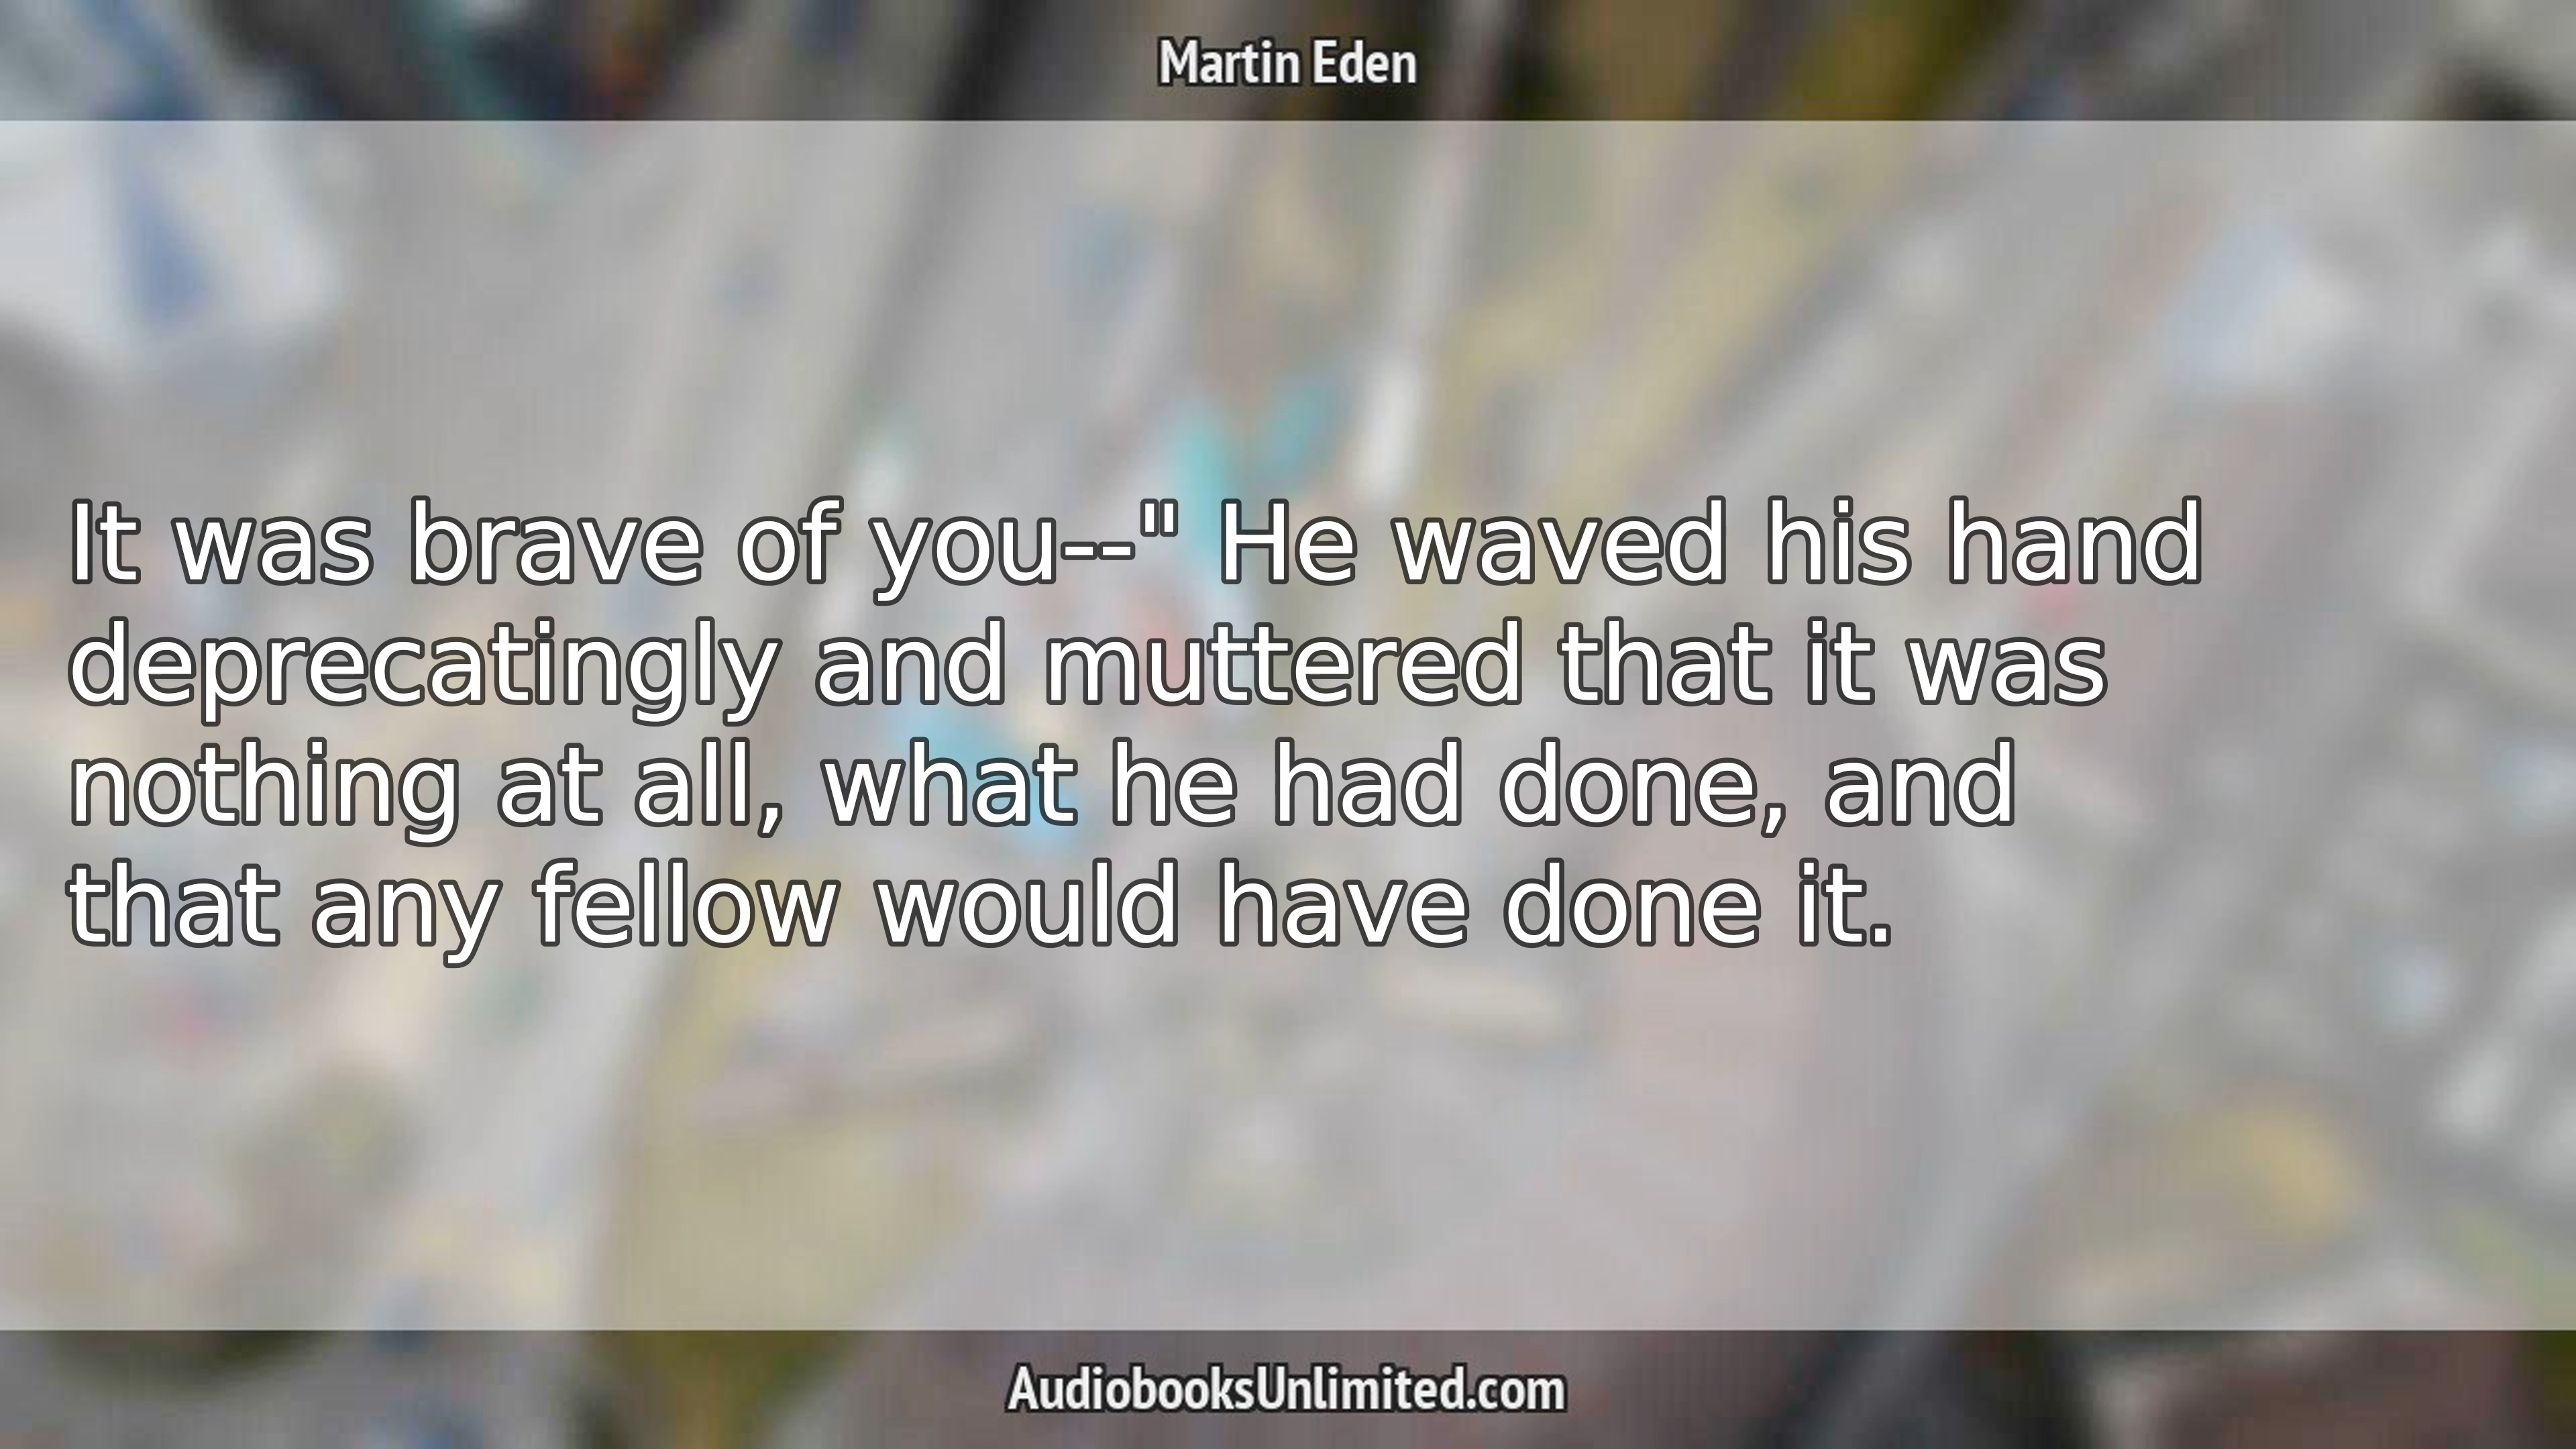 Martin Eden
It was brave of you--" He waved his hand
deprecatingly and muttered that it was
nothing at all, what he had done, and
that any fellow would have done it.
AudiobooksUnlimited.com